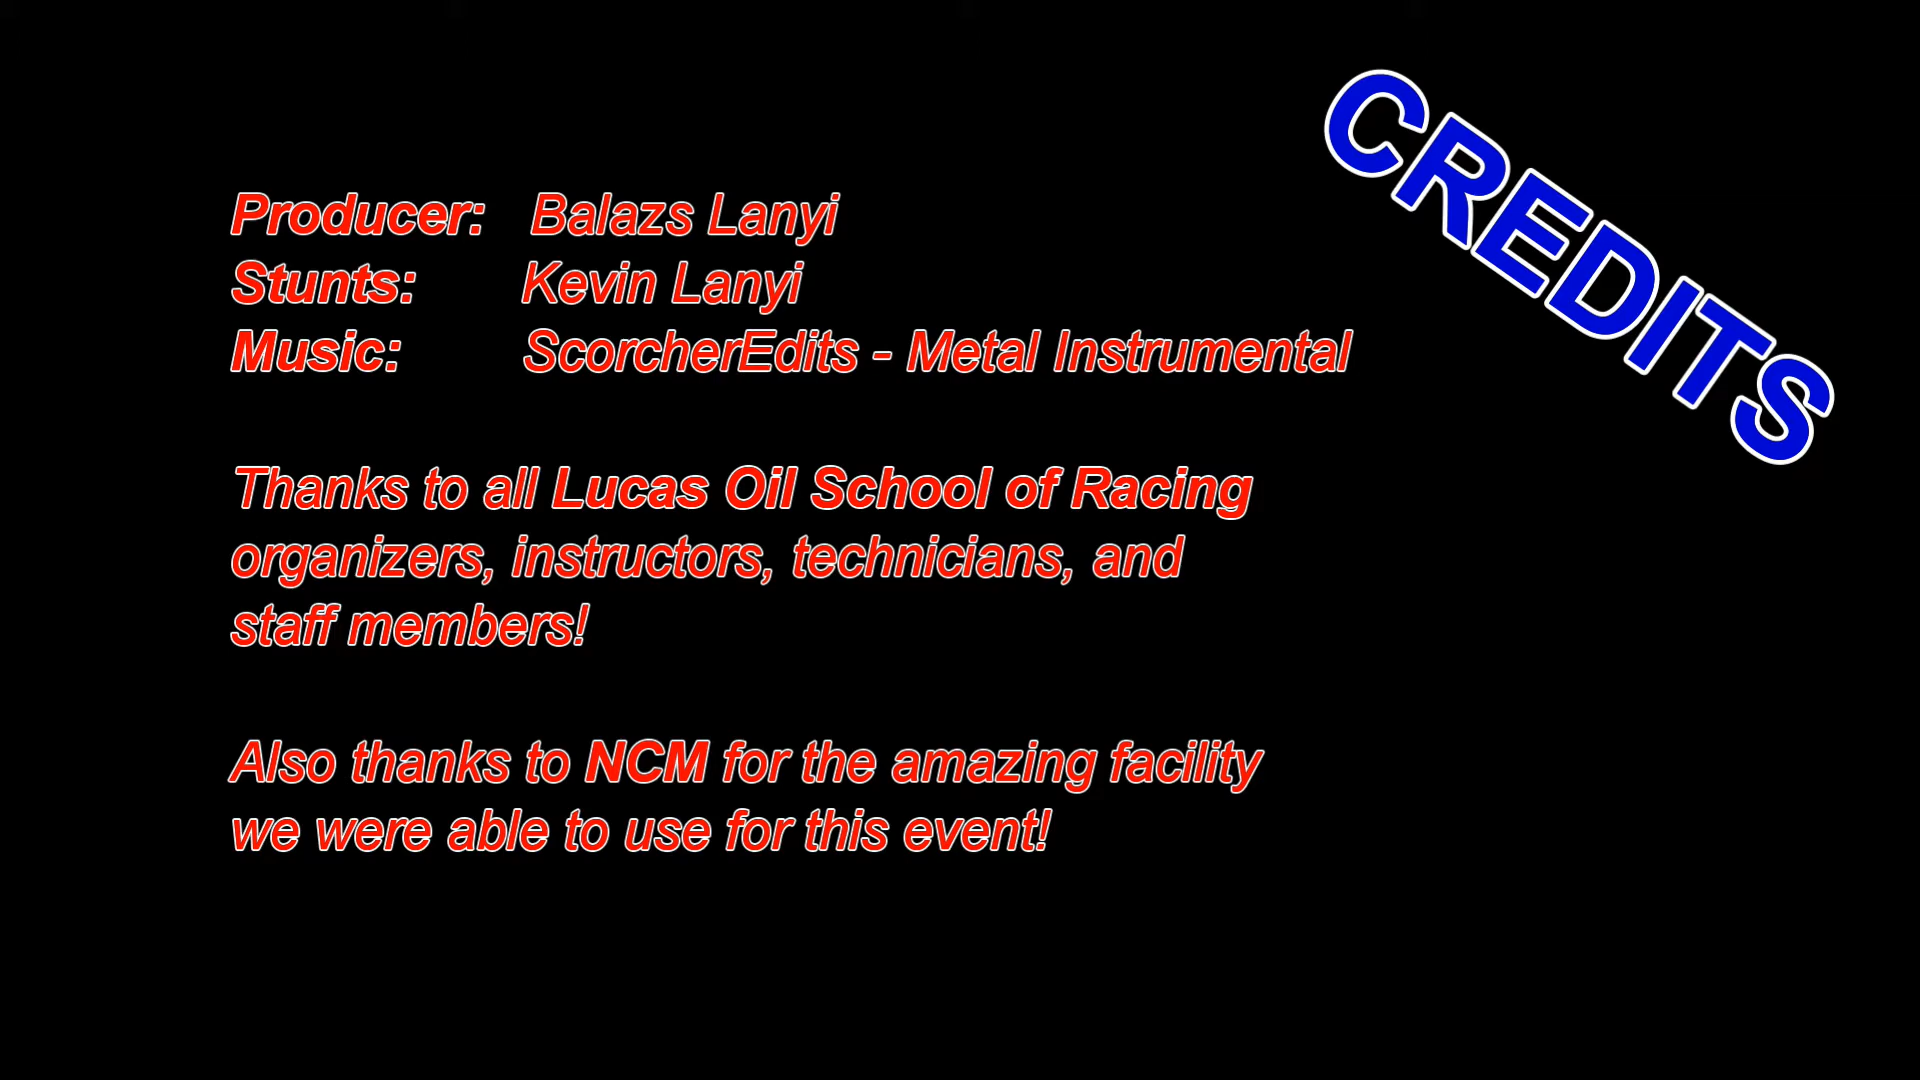 CREDITS
Producer: Balazs Lanyi
Stunts: Kevin Lanyi
Music: ScorcherEdits - Metal Instrumental
Thanks to all Lucas Oil School of Racing
organizers, instructors, technicians, and
staff members!
Also thanks to NCM for the amazing facility
we were able to use for this event!